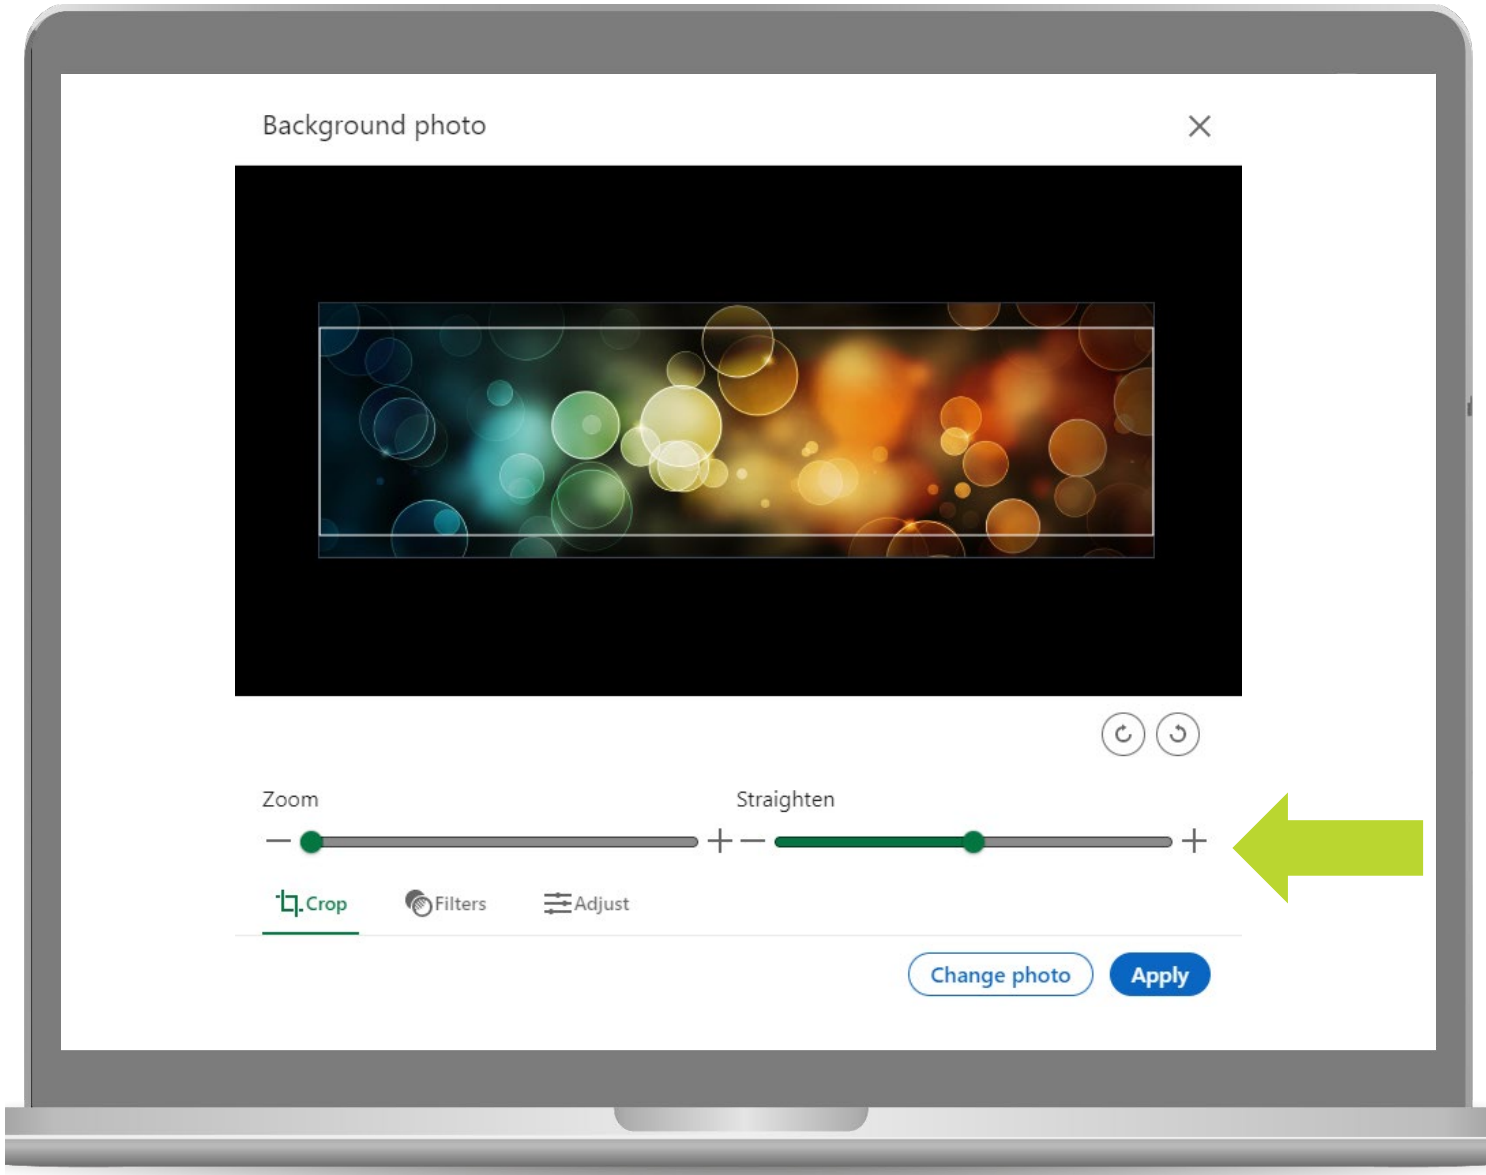 Background photo
Zoom
Straighten
Crop
Filters
Adjust
Change photo
Apply